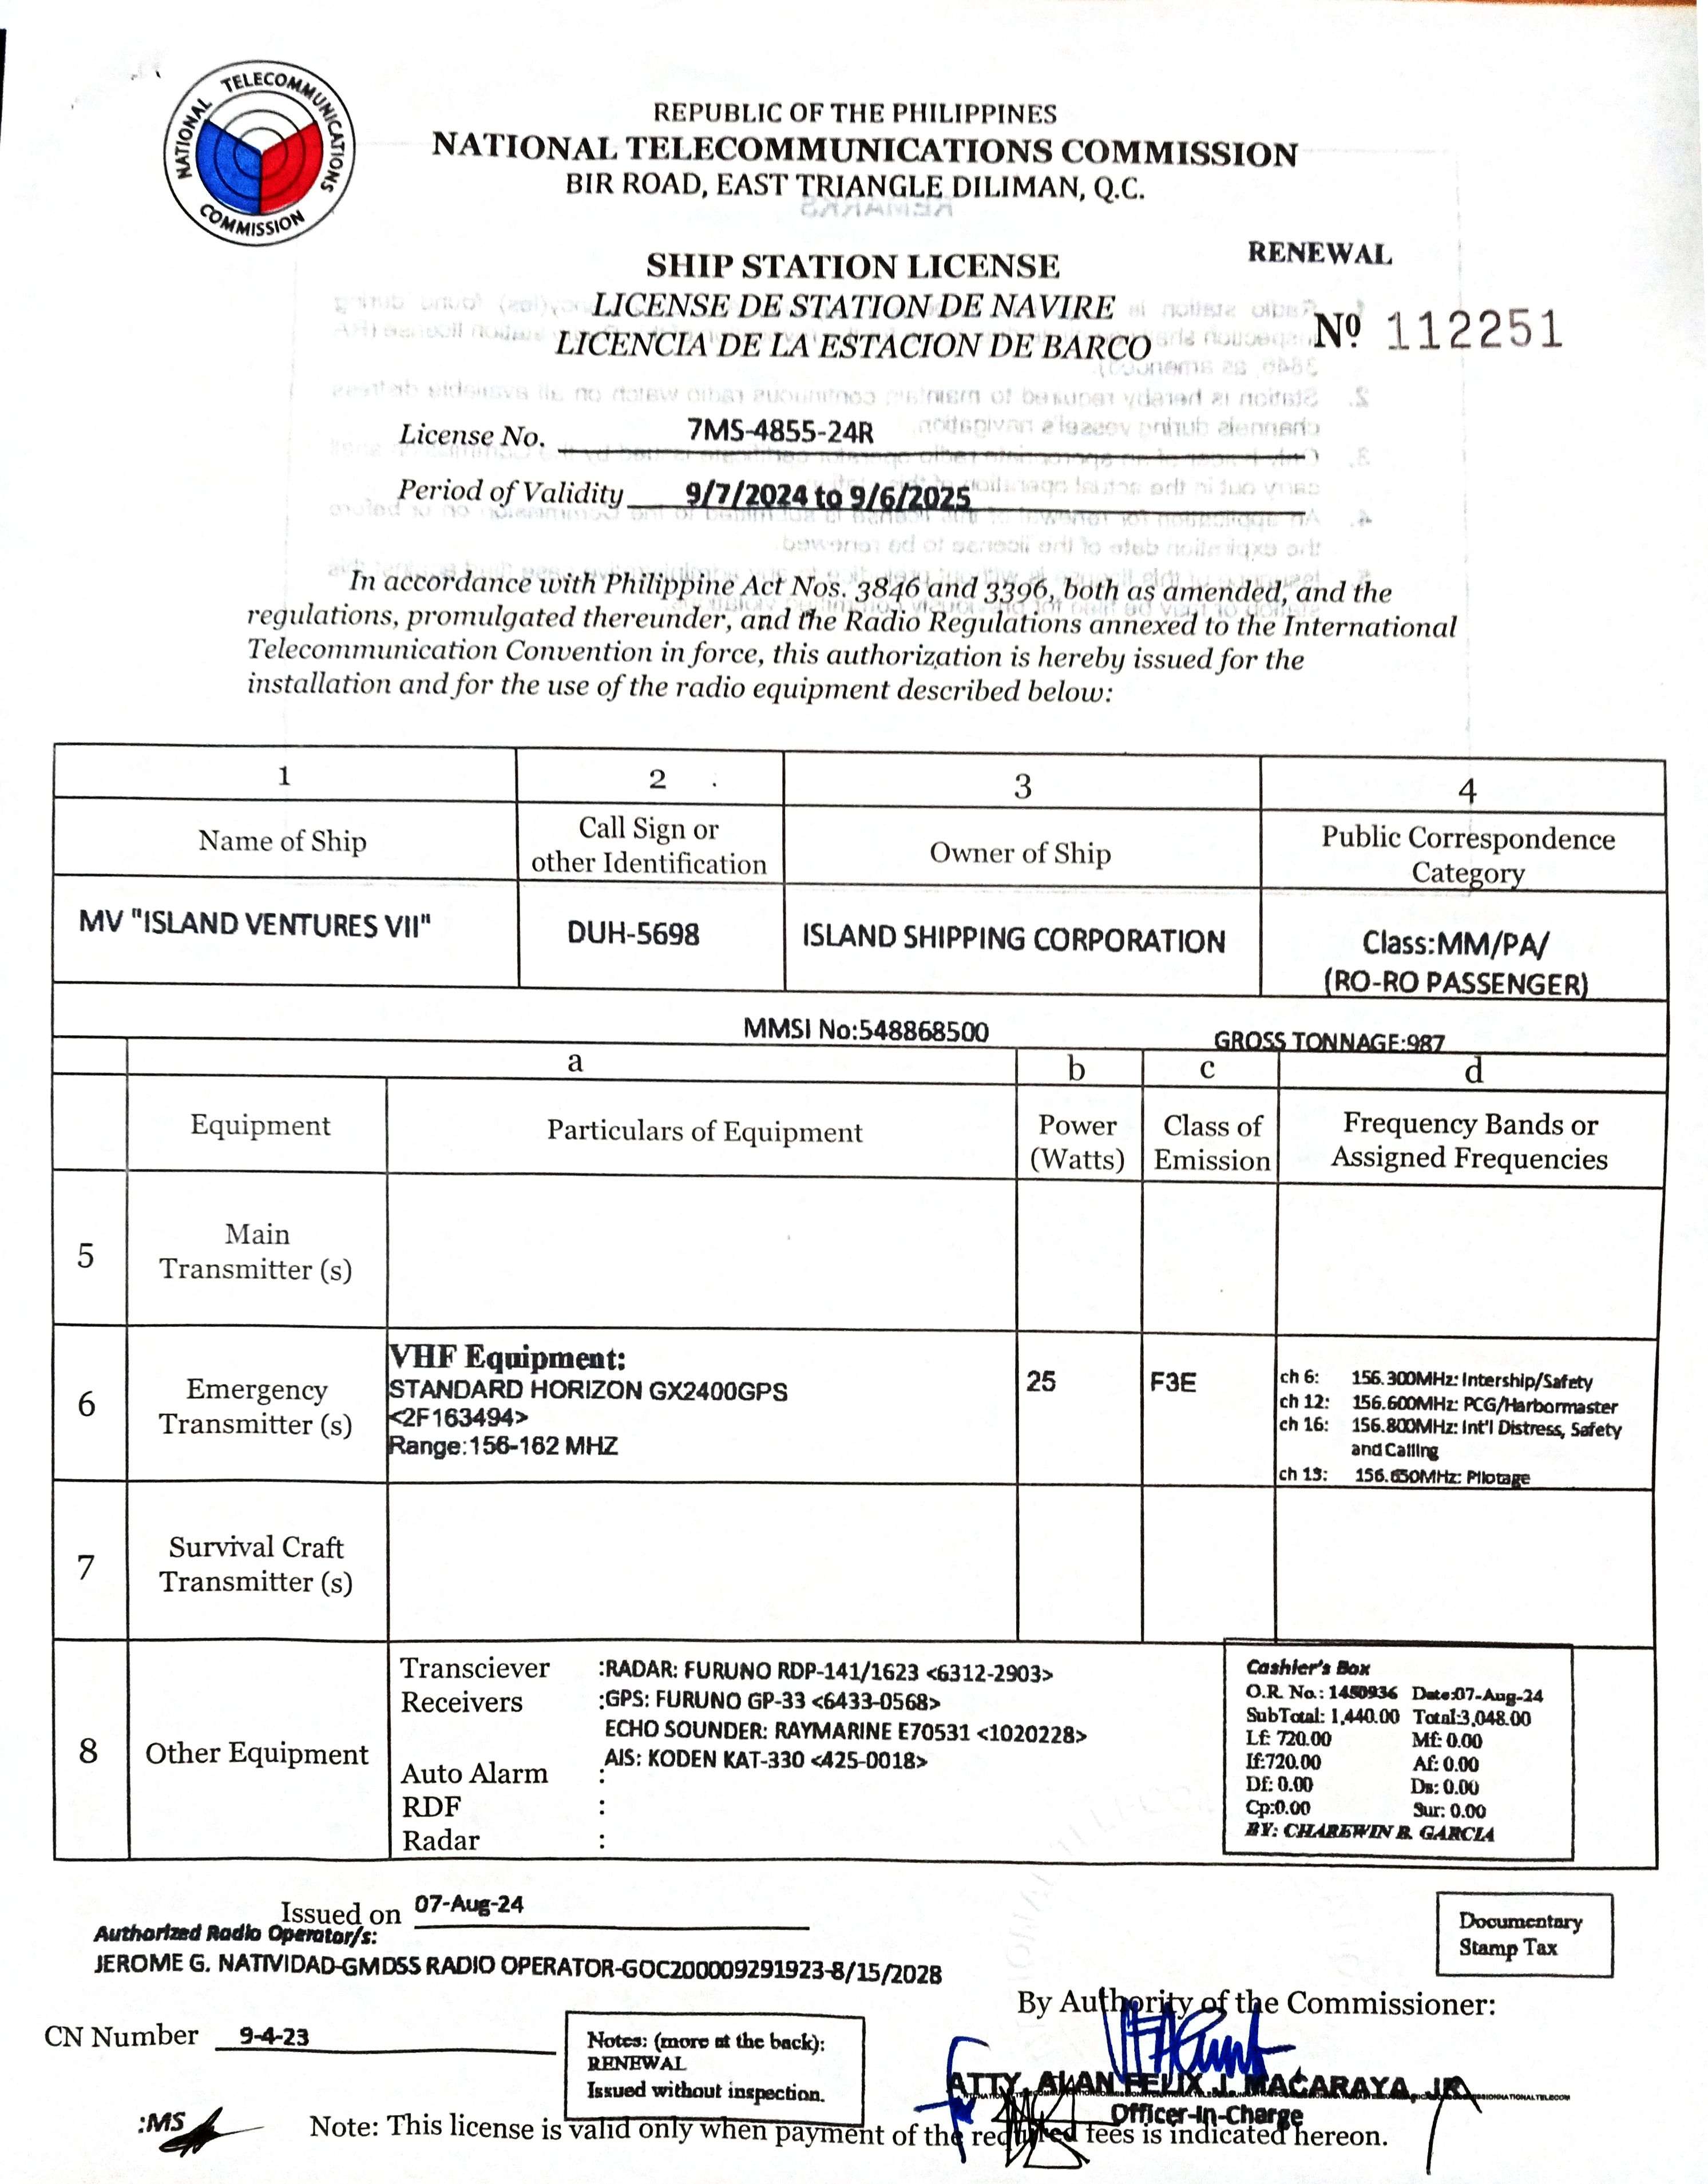 NATIONAL TELECOMMUNICATIONS COMMISSION
REPUBLIC OF THE PHILIPPINES
NATIONAL TELECOMMUNICATIONS COMMISSION
BIR ROAD, EAST TRIANGLE DILIMAN, Q.C.
RENEWAL
SHIP STATION LICENSE
LICENSE DE STATION DE NAVIRE
LICENCIA DE LA ESTACION DE BARCO
Nº 112251
License No. 7MS-4855-24R
Period of Validity 9/7/2024 to 9/6/2025
In accordance with Philippine Act Nos. 3846 and 3396, both as amended, and the
regulations, promulgated thereunder, and the Radio Regulations annexed to the International
Telecommunication Convention in force, this authorization is hereby issued for the
installation and for the use of the radio equipment described below:
1 2 3 4
Name of Ship
Call Sign or
other Identification
Owner of Ship
Public Correspondence
Category
MV "ISLAND VENTURES VII"
DUH-5698
ISLAND SHIPPING CORPORATION
Class:MM/PA/
(RO-RO PASSENGER)
MMSI No:548868500
GROSS TONNAGE:987
a b c d
Equipment
Particulars of Equipment
Power
(Watts)
Class of
Emission
Frequency Bands or
Assigned Frequencies
5
Main
Transmitter (s)
6
Emergency
Transmitter (s)
VHF Equipment:
STANDARD HORIZON GX2400GPS
<2F163494>
Range:156-162 MHZ
25
F3E
ch 6: 156.300MHz: Intership/Safety
ch 12: 156.600MHz: PCG/Harbormaster
ch 16: 156.800MHz: Int'l Distress, Safety
and Calling
ch 13: 156.650MHz: Pilotage
7
Survival Craft
Transmitter (s)
8
Other Equipment
Transciever :RADAR: FURUNO RDP-141/1623 <6312-2903>
Receivers :GPS: FURUNO GP-33 <6433-0568>
ECHO SOUNDER: RAYMARINE E70531 <1020228>
AIS: KODEN KAT-330 <425-0018>
Auto Alarm :
RDF :
Radar :
Cashier's Box
O.R. No.: 1450936 Date:07-Aug-24
SubTotal: 1,440.00 Total:3,048.00
Lf: 720.00 Mf: 0.00
If:720.00 Af: 0.00
Df: 0.00 Ds: 0.00
Cp:0.00 Sur: 0.00
BY: CHAREWIN B. GARCIA
Issued on 07-Aug-24
Authorized Radio Operator/s:
JEROME G. NATIVIDAD-GMDSS RADIO OPERATOR-GOC200009291923-8/15/2028
Documentary
Stamp Tax
By Authority of the Commissioner:
CN Number 9-4-23
Notes: (more at the back):
RENEWAL
Issued without inspection.
ATTY. ALAN FELIX I. MACARAYA, JR
Officer-In-Charge
:MS
Note: This license is valid only when payment of the required fees is indicated hereon.